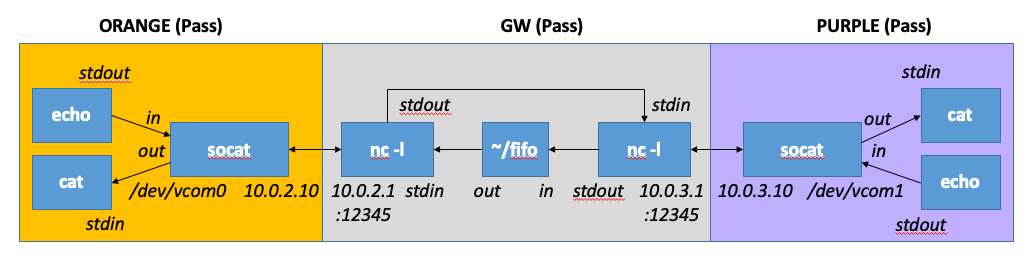 ORANGE (Pass)
GW (Pass)
PURPLE (Pass)
stdout
echo
in
out
cat
stdin
socat
/dev/vcom0
10.0.2.10
stdout
nc -l
10.0.2.1
:12345
stdin
~/fifo
out
in
stdin
nc -l
stdout
10.0.3.1
:12345
socat
10.0.3.10
/dev/vcom1
stdin
out
cat
in
echo
stdout